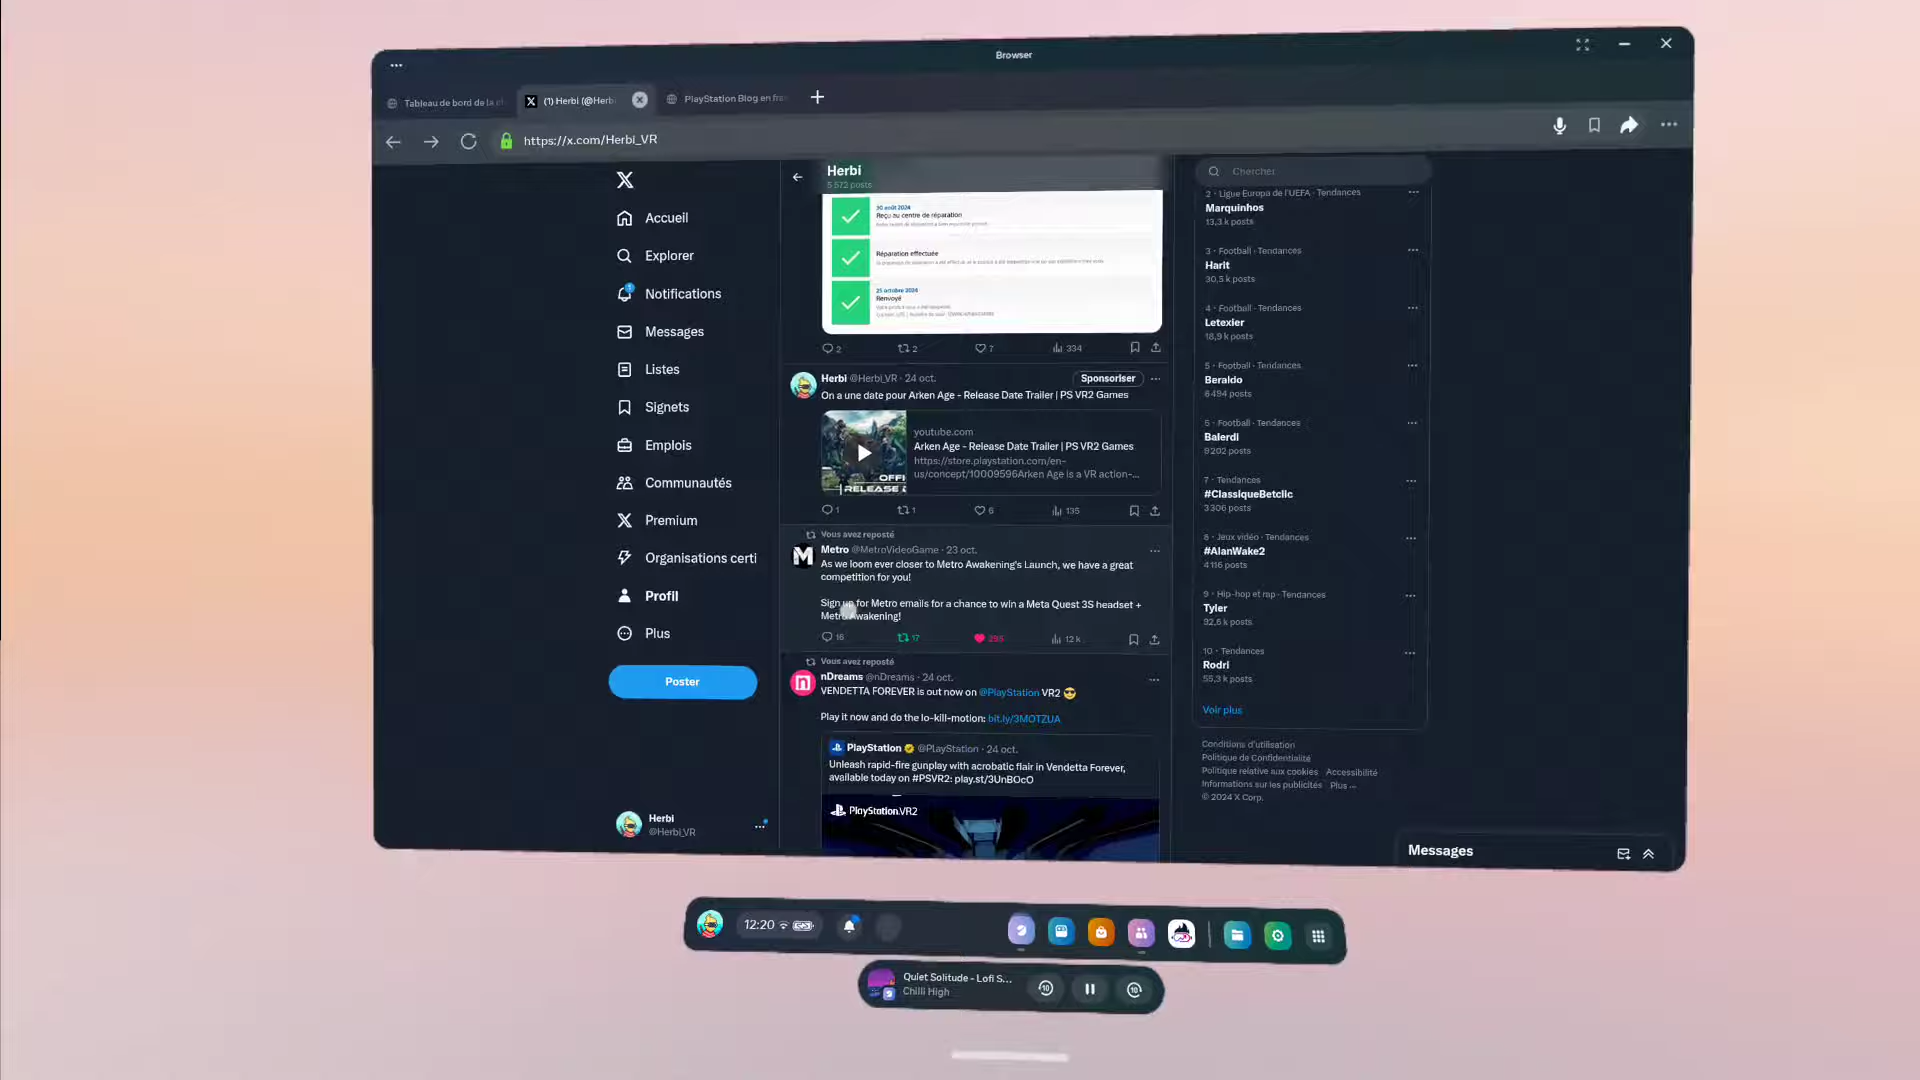 Browser
Tableau de bord de la
(1) Herbi (@Herbi
PlayStation Blog en
https://x.com/Herbi_VR
Accueil
Explorer
Notifications
Messages
Listes
Signets
Emplois
Communautés
Premium
Organisations certi
Profil
Plus
Poster
Herbi
@Herbi_VR
Herbi
5 572 posts
30 août 2024
Reçu au centre de réparation
Réparation effectuée
25 octobre 2024
Renvoyé
2
2
7
334
Herbi @Herbi_VR · 24 oct.
Sponsoriser
On a une date pour Arken Age - Release Date Trailer | PS VR2 Games
OFFI
RELEASE
youtube.com
Arken Age - Release Date Trailer | PS VR2 Games
https://store.playstation.com/en-
us/concept/10009596Arken Age is a VR action-...
1
1
6
135
Vous avez reposté
Metro @MetroVideoGame · 23 oct.
As we loom ever closer to Metro Awakening's Launch, we have a great
competition for you!
Sign up for Metro emails for a chance to win a Meta Quest 3S headset +
Metro Awakening!
16
17
295
12 k
Vous avez reposté
nDreams @nDreams · 24 oct.
VENDETTA FOREVER is out now on @PlayStation VR2
Play it now and do the lo-kill-motion: bit.ly/3MOTZUA
PlayStation @PlayStation · 24 oct.
Unleash rapid-fire gunplay with acrobatic flair in Vendetta Forever,
available today on #PSVR2: play.st/3UnBOcO
PlayStation.VR2
Chercher
2 · Ligue Europa de l'UEFA · Tendances
Marquinhos
13,3 k posts
3 · Football · Tendances
Harit
30,5 k posts
4 · Football · Tendances
Letexier
18,9 k posts
5 · Football · Tendances
Beraldo
6 494 posts
6 · Football · Tendances
Balerdi
9 202 posts
7 · Tendances
#ClassiqueBetclic
3 306 posts
8 · Jeux vidéo · Tendances
#AlanWake2
4 116 posts
9 · Hip-hop et rap · Tendances
Tyler
92,6 k posts
10 · Tendances
Rodri
55,3 k posts
Voir plus
Conditions d'utilisation
Politique de Confidentialité
Politique relative aux cookies Accessibilité
Informations sur les publicités Plus ...
© 2024 X Corp.
Messages
12:20
Quiet Solitude - Lofi S...
Chilli High
10
10